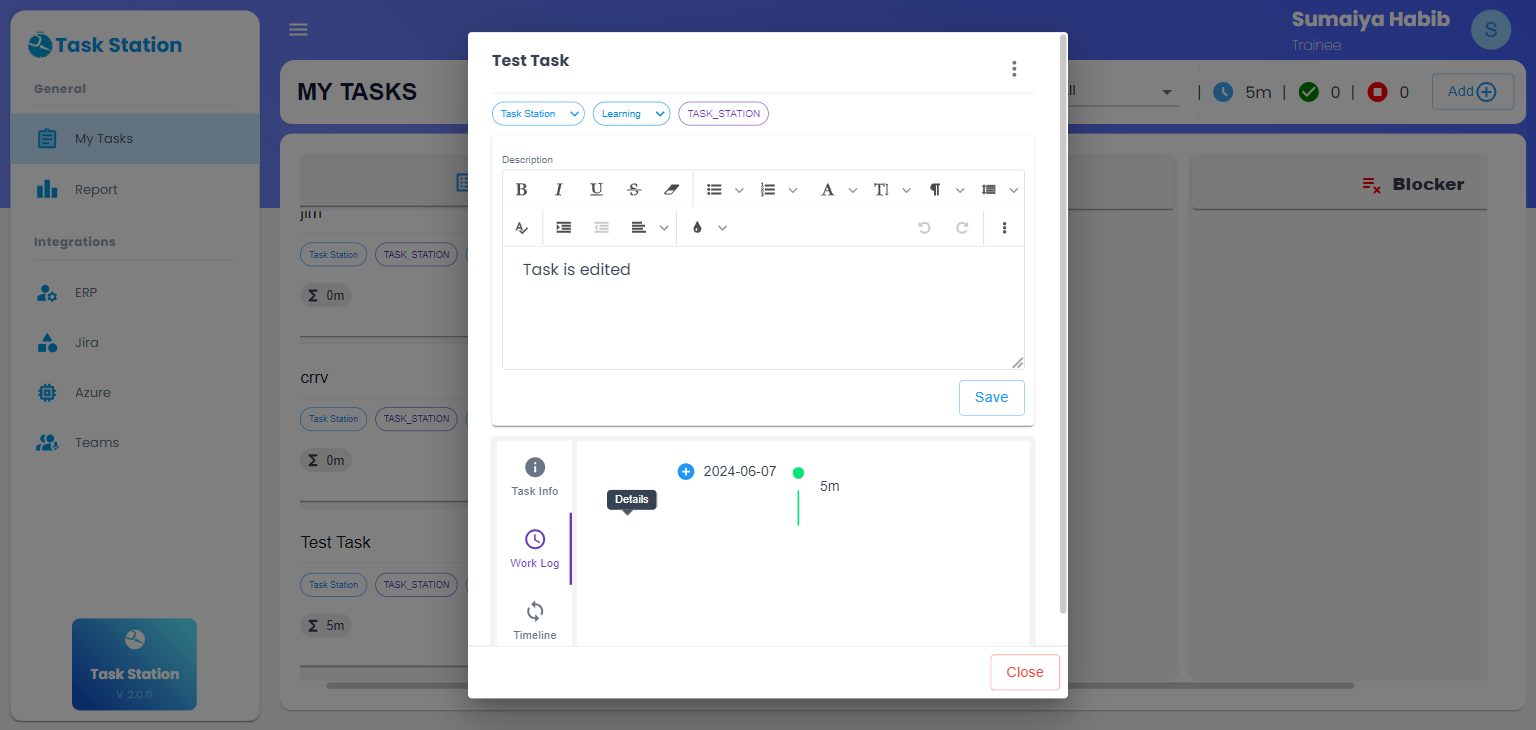 Task Station
General
My Tasks
Report
Integrations
ERP
Jira
Azure
Teams
Task Station
V 2.0.0
Sumaiya Habib
Trainee
S
MY TASKS
| 5m | 0 | 0
Add
jim
Task Station TASK_STATION
Σ 0m
crrv
Task Station TASK_STATION
Σ 0m
Test Task
Task Station TASK_STATION
Σ 5m
Blocker
Test Task
Task Station Learning TASK_STATION
Description
Task is edited
Save
Task Info
Work Log
Timeline
Details
2024-06-07
5m
Close